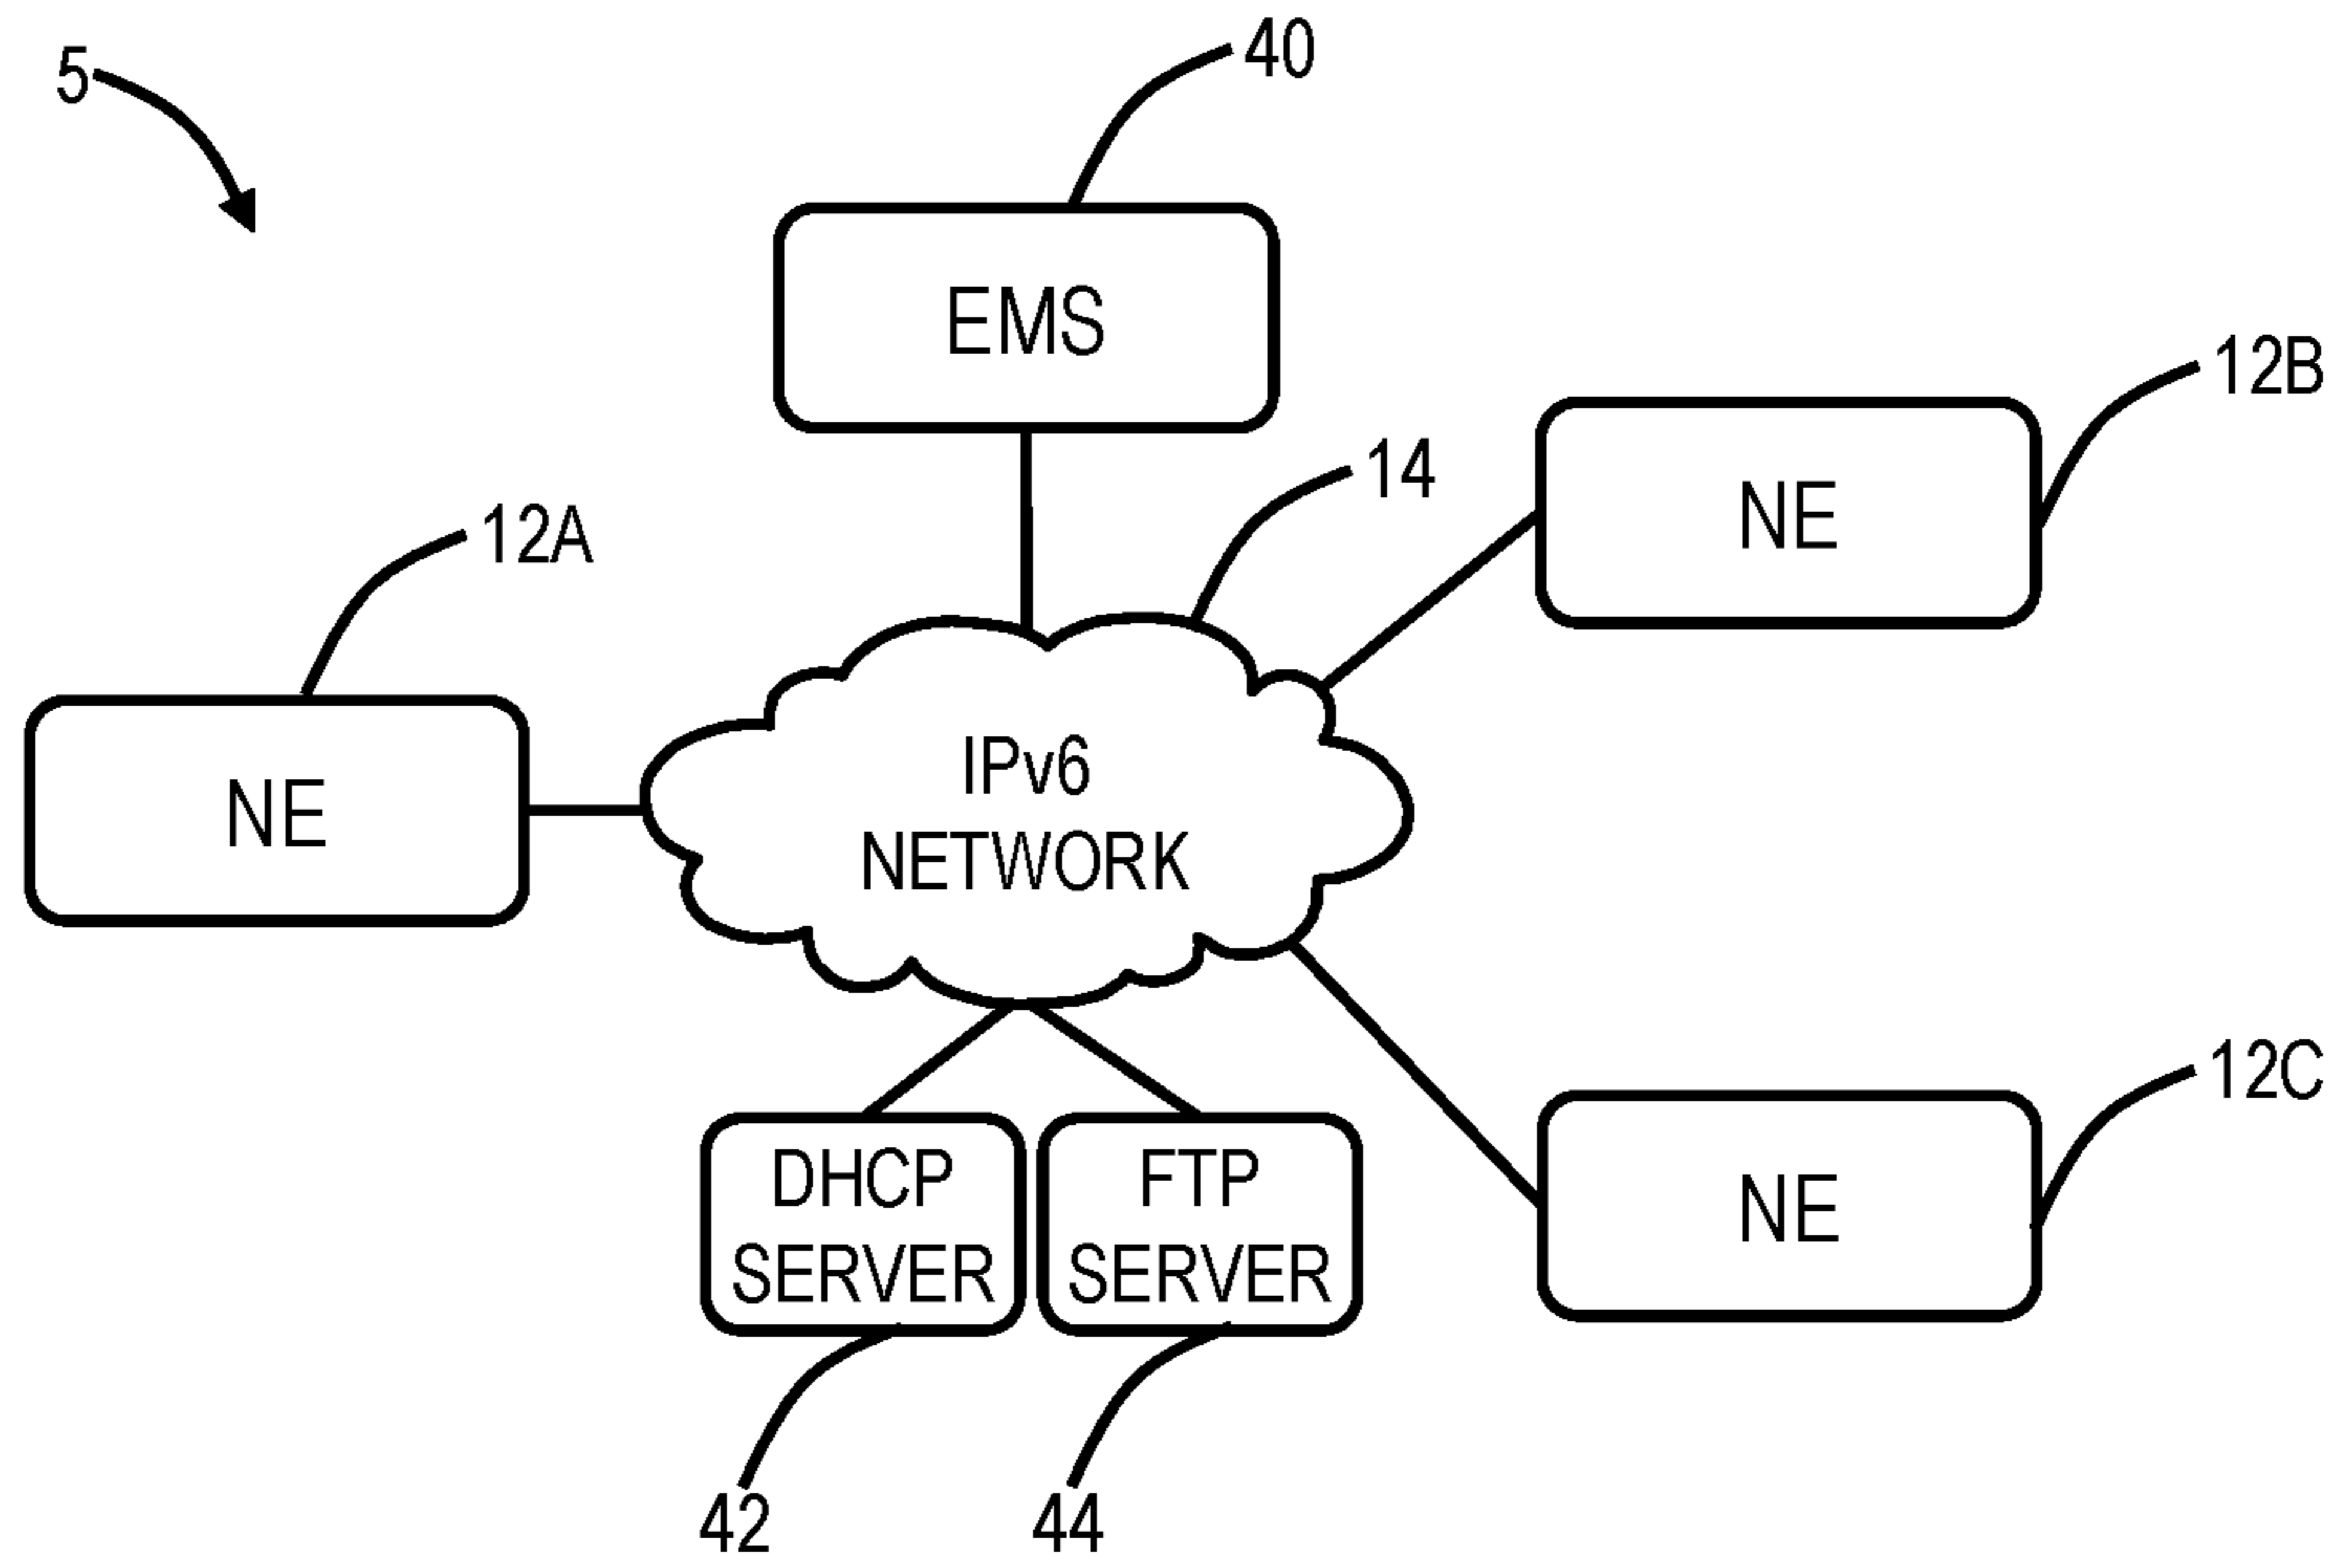 5
40
EMS
12B
14
NE
12A
IPv6
NETWORK
NE
12C
DHCP
SERVER
FTP
SERVER
NE
42
44